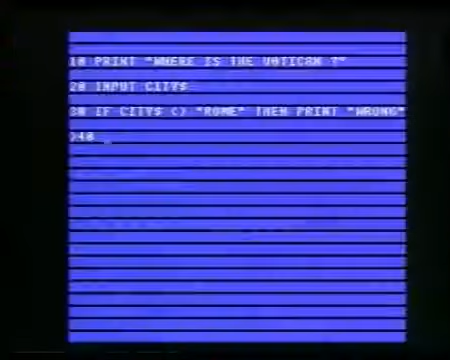 10 PRINT "WHERE IS THE VATICAN ?"
20 INPUT CITY$
30 IF CITY$ <> "ROME" THEN PRINT "WRONG"
>40 _